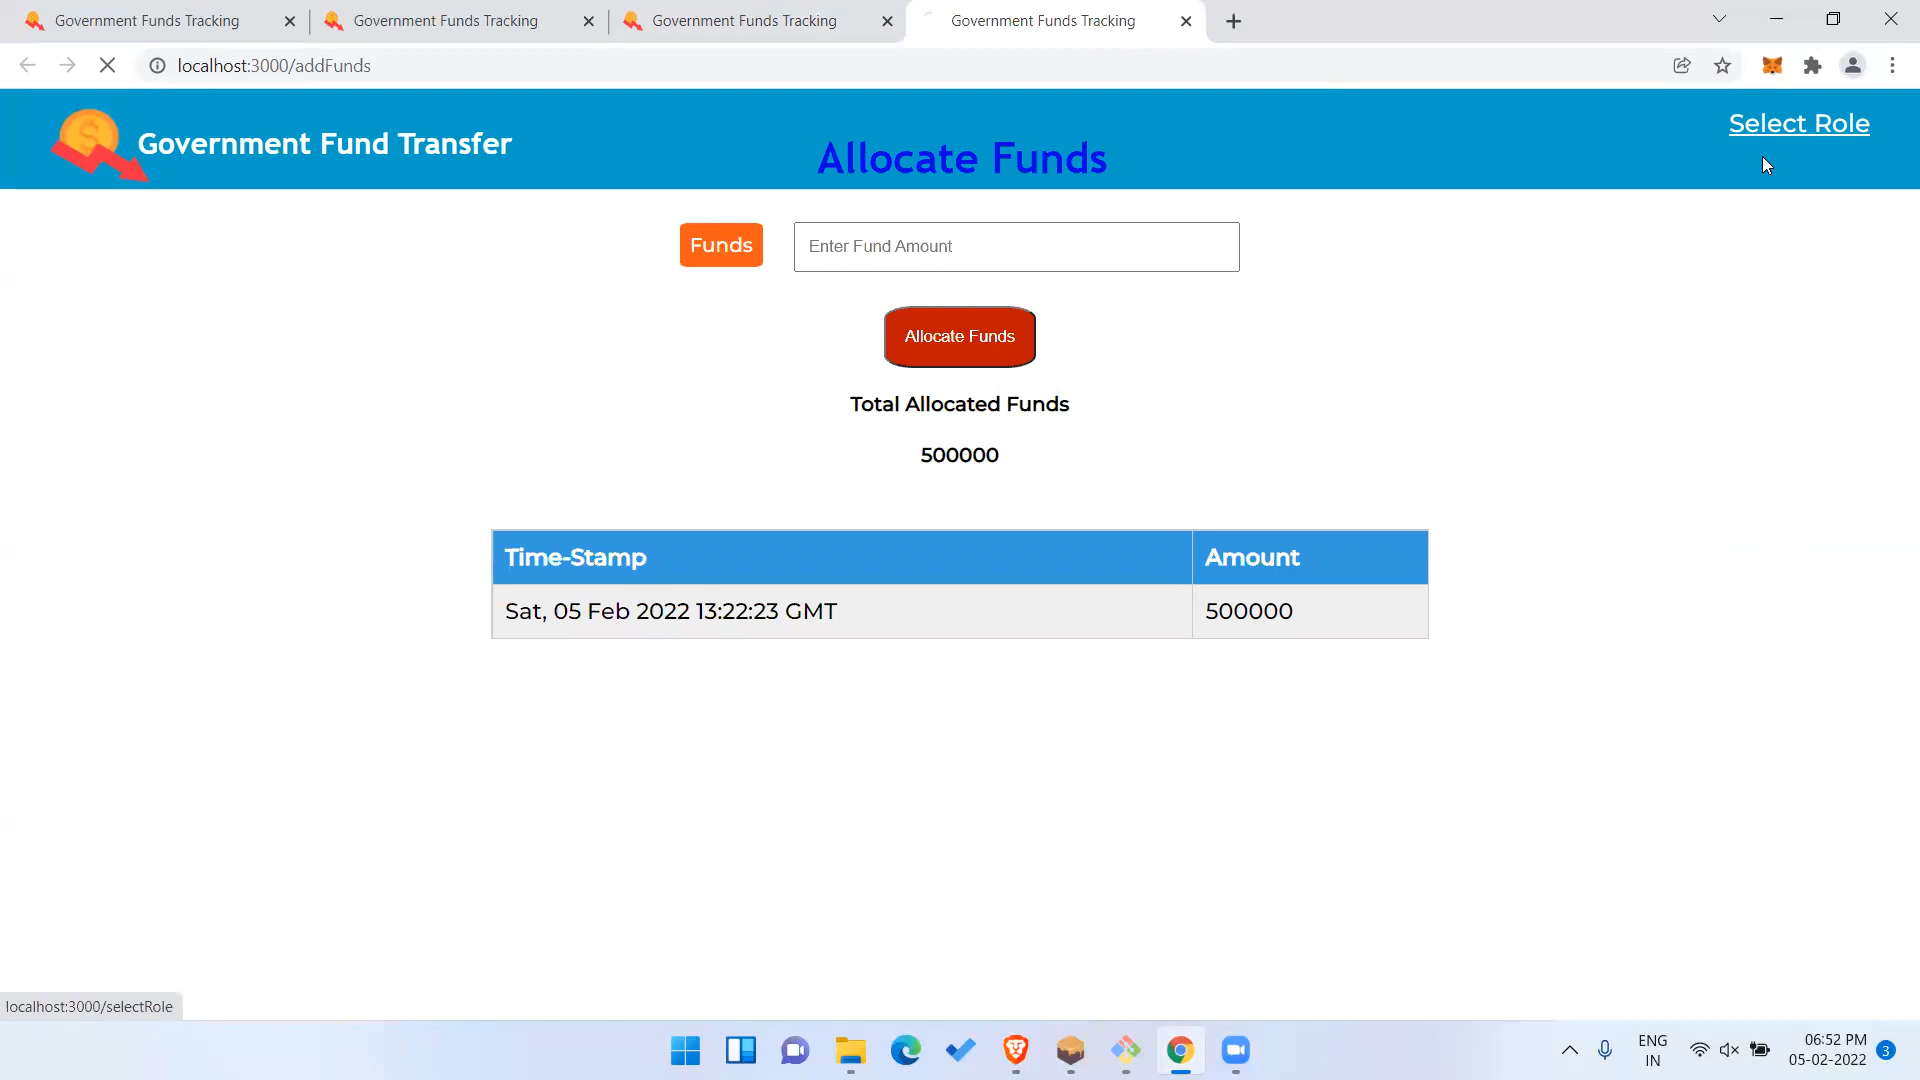 Government Funds Tracking
Government Funds Tracking
Government Funds Tracking
Government Funds Tracking
localhost:3000/addFunds
Government Fund Transfer
Allocate Funds
Select Role
Funds
Enter Fund Amount
Allocate Funds
Total Allocated Funds
500000
Time-Stamp Amount
Sat, 05 Feb 2022 13:22:23 GMT 500000
localhost:3000/selectRole
ENG
IN
06:52 PM
05-02-2022
3